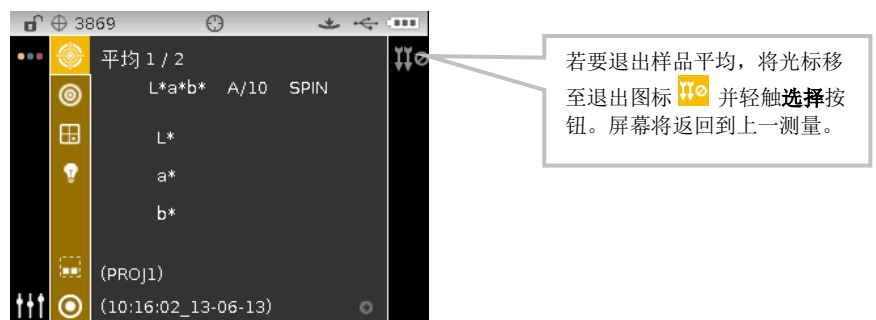 3869
平均 1 / 2
L*a*b* A/10 SPIN
L*
a*
b*
(PROJ1)
(10:16:02_13-06-13)
若要退出样品平均，将光标移
至退出图标 并轻触选择按
钮。屏幕将返回到上一测量。